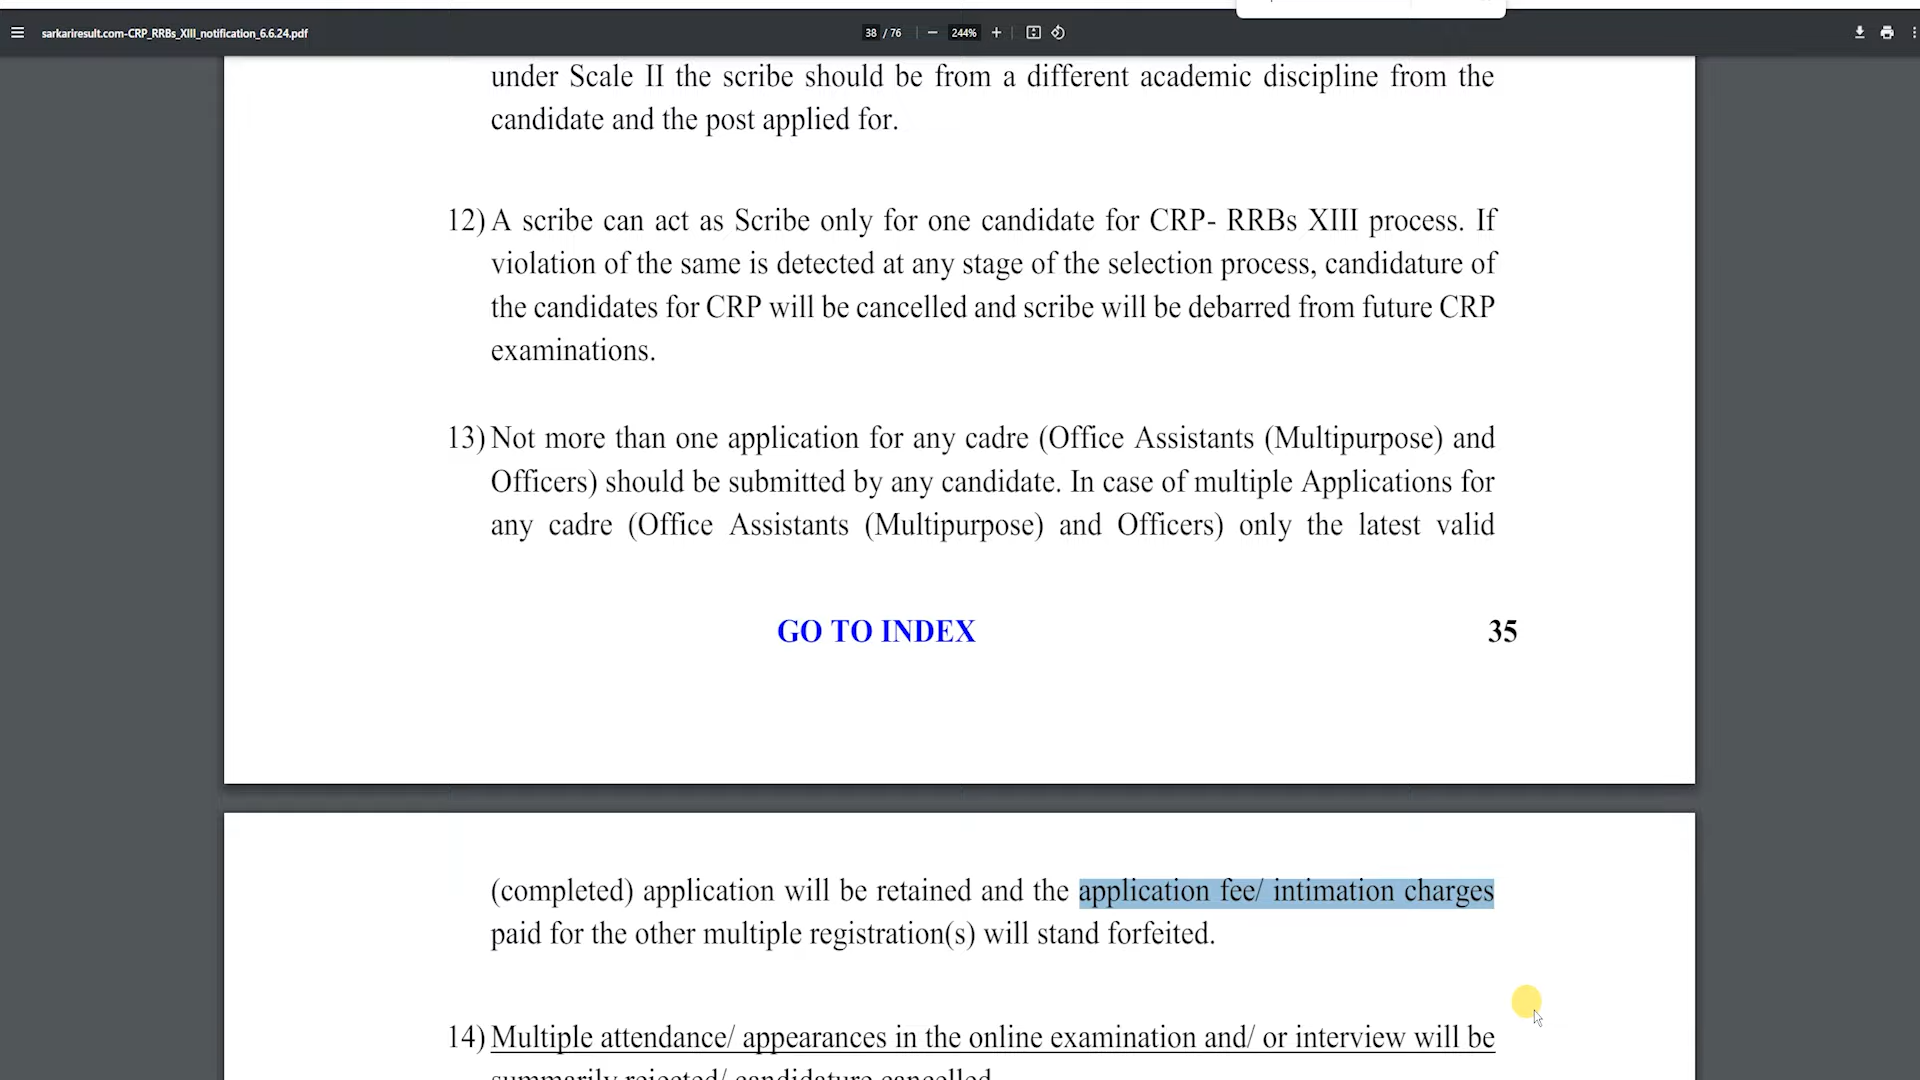 sarkariresult.com-CRP_RRBs_XIII_notification_6.6.24.pdf
38 / 76
244%
under Scale II the scribe should be from a different academic discipline from the
candidate and the post applied for.
12) A scribe can act as Scribe only for one candidate for CRP- RRBs XIII process. If
violation of the same is detected at any stage of the selection process, candidature of
the candidates for CRP will be cancelled and scribe will be debarred from future CRP
examinations.
13) Not more than one application for any cadre (Office Assistants (Multipurpose) and
Officers) should be submitted by any candidate. In case of multiple Applications for
any cadre (Office Assistants (Multipurpose) and Officers) only the latest valid
GO TO INDEX 35
(completed) application will be retained and the application fee/ intimation charges
paid for the other multiple registration(s) will stand forfeited.
14) Multiple attendance/ appearances in the online examination and/ or interview will be
summarily rejected/ candidature cancelled.